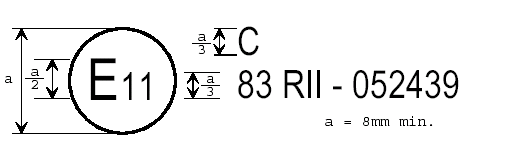 a
a/2
E11
a/3
C
a/3
83 RII - 052439
a = 8mm min.